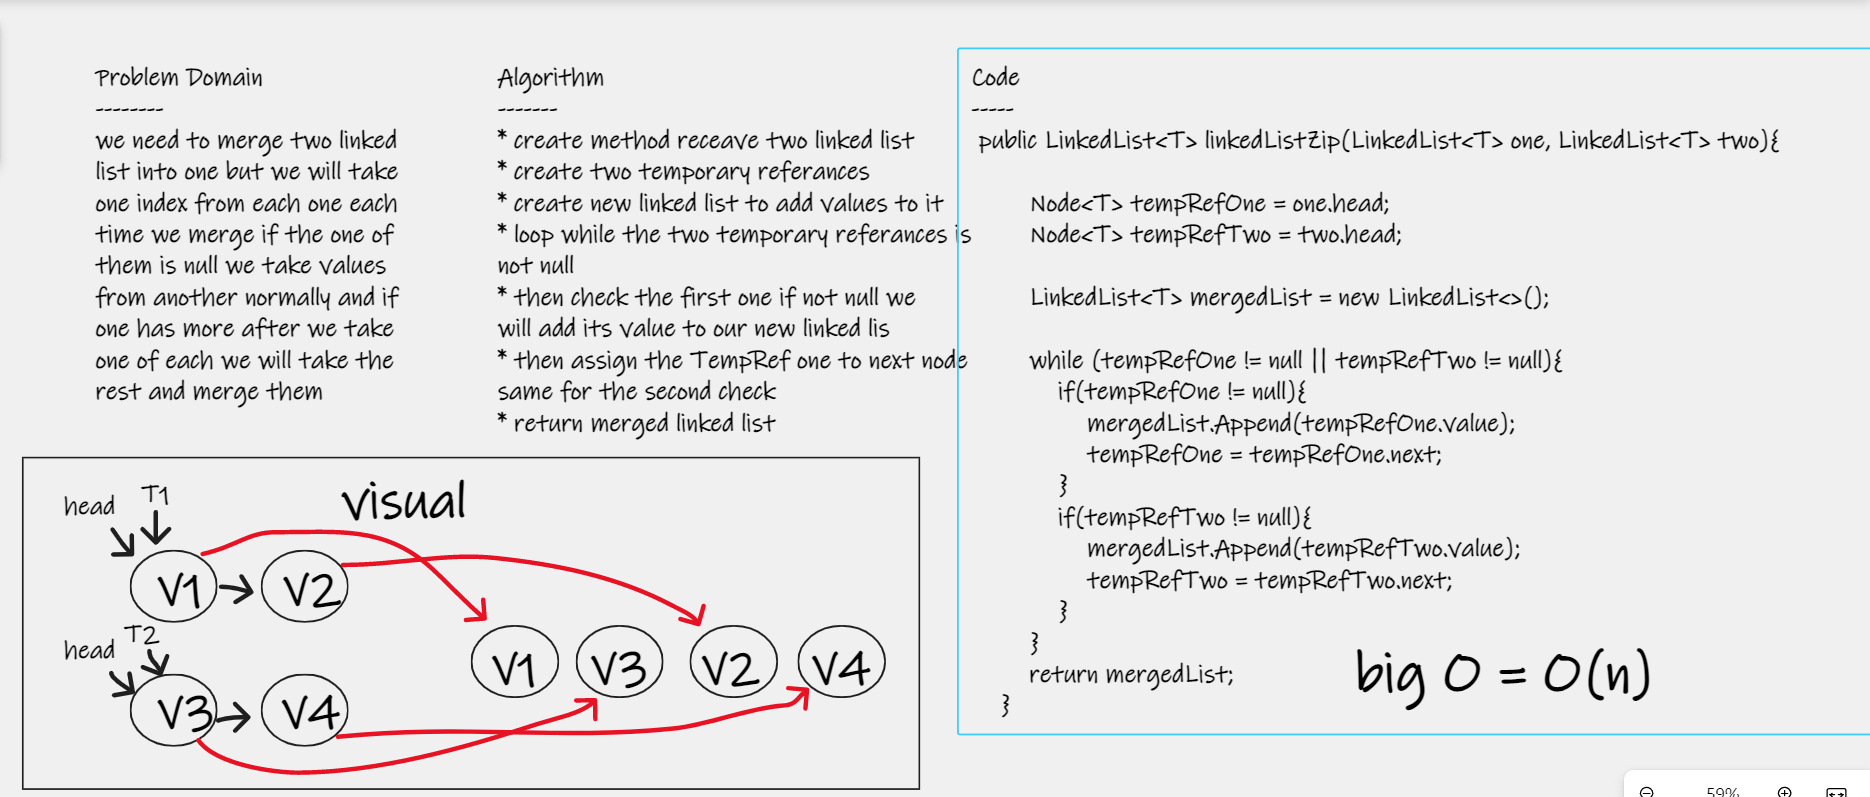 Problem Domain
--------
we need to merge two linked
list into one but we will take
one index from each one each
time we merge if the one of
them is null we take values
from another normally and if
one has more after we take
one of each we will take the
rest and merge them
Algorithm
-------
* create method receave two linked list
* create two temporary referances
* create new linked list to add values to it
* loop while the two temporary referances is
not null
* then check the first one if not null we
will add its value to our new linked lis
* then assign the TempRef one to next node
same for the second check
* return merged linked list
Code
-----
public LinkedList<T> linkedListZip(LinkedList<T> one, LinkedList<T> two){
Node<T> tempRefOne = one.head;
Node<T> tempRefTwo = two.head;
LinkedList<T> mergedList = new LinkedList<>();
while (tempRefOne != null || tempRefTwo != null){
if(tempRefOne != null){
mergedList.Append(tempRefOne.value);
tempRefOne = tempRefOne.next;
}
if(tempRefTwo != null){
mergedList.Append(tempRefTwo.value);
tempRefTwo = tempRefTwo.next;
}
}
return mergedList;
}
big O = O(n)
visual
head T1
V1 V2
head T2
V3 V4
V1 V3 V2 V4
59%